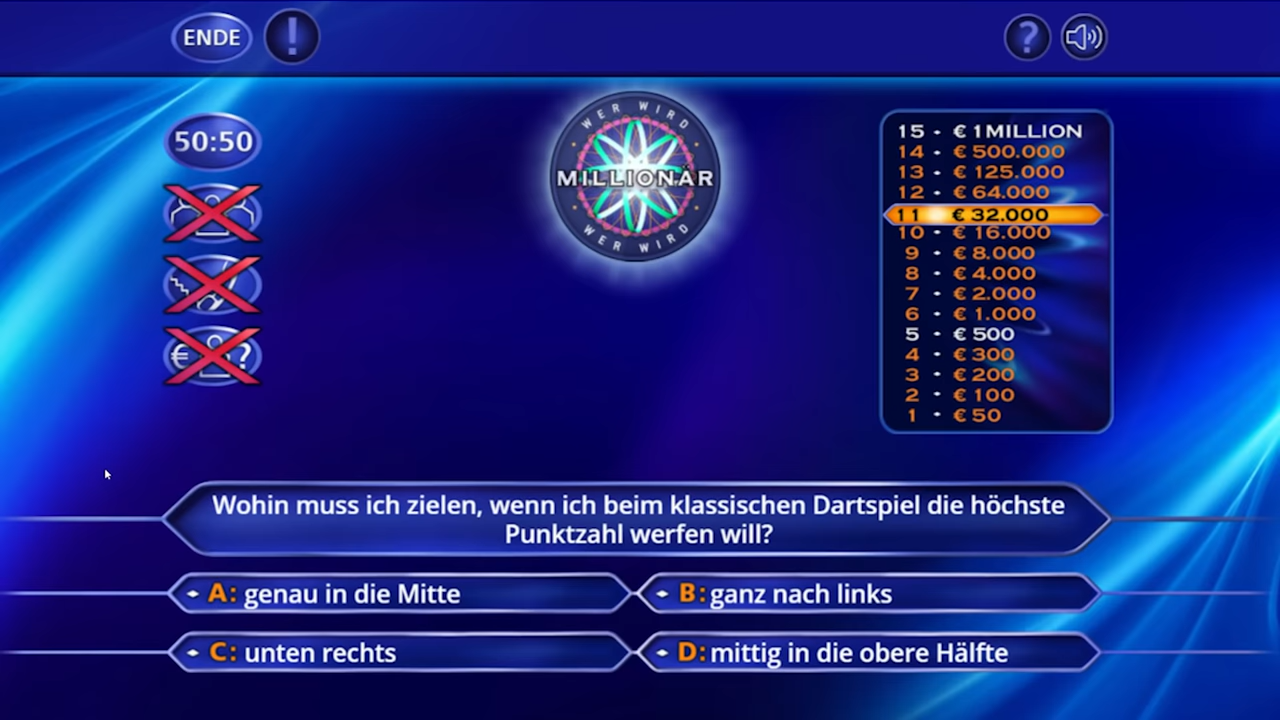 ENDE !
?
50:50
€ ?
WER WIRD
MILLIONÄR
WER WIRD
15 · € 1 MILLION
14 · € 500.000
13 · € 125.000
12 · € 64.000
11 € 32.000
10 · € 16.000
9 · € 8.000
8 · € 4.000
7 · € 2.000
6 · € 1.000
5 · € 500
4 · € 300
3 · € 200
2 · € 100
1 · € 50
Wohin muss ich zielen, wenn ich beim klassischen Dartspiel die höchste
Punktzahl werfen will?
A: genau in die Mitte
B: ganz nach links
C: unten rechts
D: mittig in die obere Hälfte